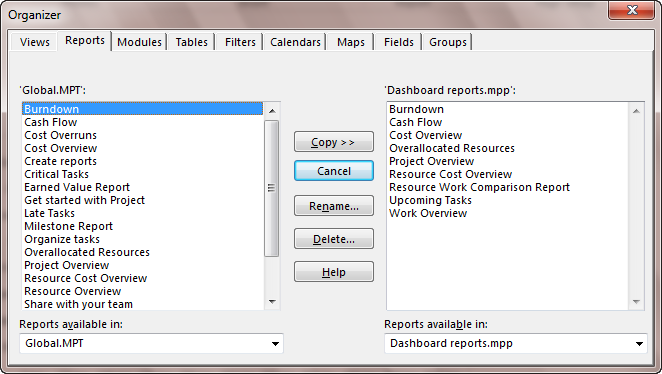 Organizer
Views Reports Modules Tables Filters Calendars Maps Fields Groups
'Global.MPT':
Burndown
Cash Flow
Cost Overruns
Cost Overview
Create reports
Critical Tasks
Earned Value Report
Get started with Project
Late Tasks
Milestone Report
Organize tasks
Overallocated Resources
Project Overview
Resource Cost Overview
Resource Overview
Share with your team
Reports available in:
Global.MPT
Copy >>
Cancel
Rename...
Delete...
Help
'Dashboard reports.mpp':
Burndown
Cash Flow
Cost Overview
Overallocated Resources
Project Overview
Resource Cost Overview
Resource Work Comparison Report
Upcoming Tasks
Work Overview
Reports available in:
Dashboard reports.mpp